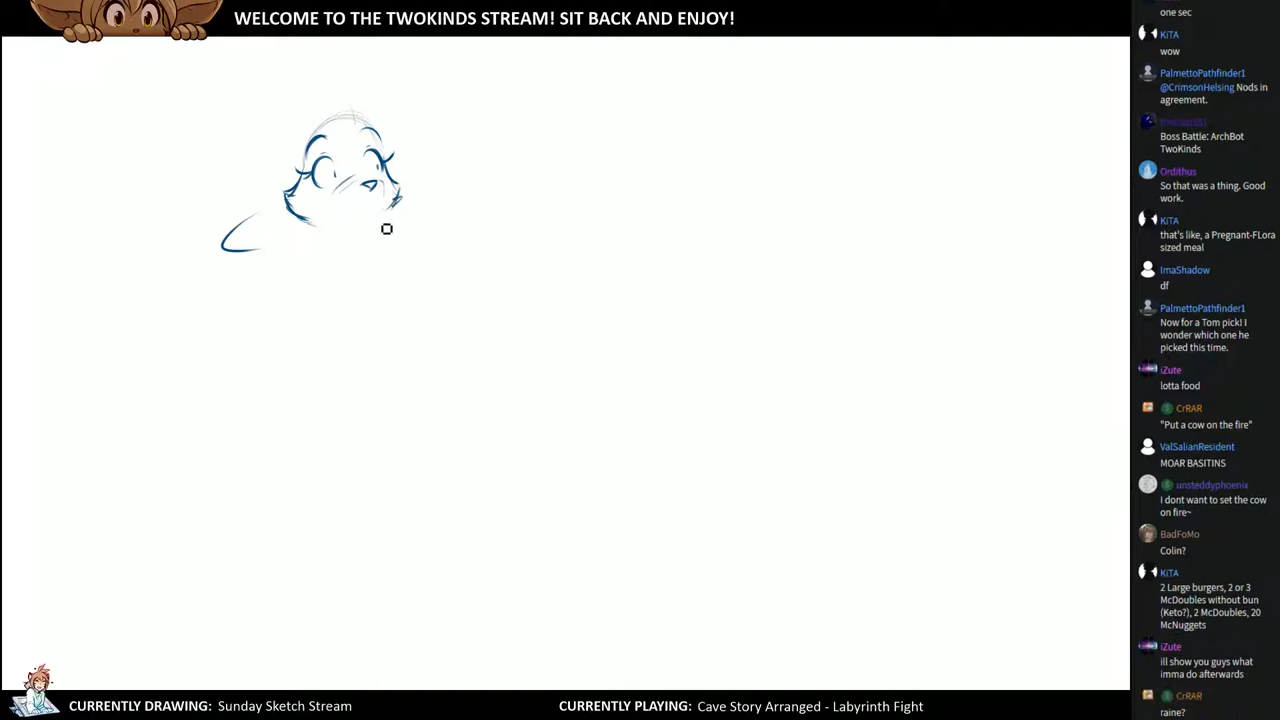 WELCOME TO THE TWOKINDS STREAM! SIT BACK AND ENJOY!
one sec
KiTA
wow
PalmettoPathfinder1
@CrimsonHelsing Nods in
agreement.
Boss Battle: ArchBot
TwoKinds
Ordithus
So that was a thing. Good
work.
KiTA
that's like, a Pregnant-FLora
sized meal
ImaShadow
df
PalmettoPathfinder1
Now for a Tom pick! I
wonder which one he
picked this time.
iZute
lotta food
CrRAR
"Put a cow on the fire"
ValSalianResident
MOAR BASITINS
unsteddyphoenix
I dont want to set the cow
on fire~
BadFoMo
Colin?
KiTA
2 Large burgers, 2 or 3
McDoubles without bun
(Keto?), 2 McDoubles, 20
McNuggets
iZute
ill show you guys what
imma do afterwards
CrRAR
raine?
CURRENTLY DRAWING: Sunday Sketch Stream
CURRENTLY PLAYING: Cave Story Arranged - Labyrinth Fight